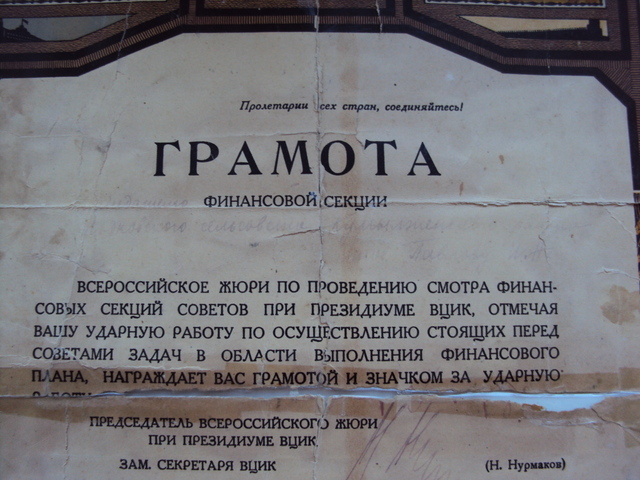 Пролетарии всех стран, соединяйтесь!
ГРАМОТА
ФИНАНСОВОЙ СЕКЦИИ
ВСЕРОССИЙСКОЕ ЖЮРИ ПО ПРОВЕДЕНИЮ СМОТРА ФИНАН-
СОВЫХ СЕКЦИЙ СОВЕТОВ ПРИ ПРЕЗИДИУМЕ ВЦИК, ОТМЕЧАЯ
ВАШУ УДАРНУЮ РАБОТУ ПО ОСУЩЕСТВЛЕНИЮ СТОЯЩИХ ПЕРЕД
СОВЕТАМИ ЗАДАЧ В ОБЛАСТИ ВЫПОЛНЕНИЯ ФИНАНСОВОГО
ПЛАНА, НАГРАЖДАЕТ ВАС ГРАМОТОЙ И ЗНАЧКОМ ЗА УДАРНУЮ
ПРЕДСЕДАТЕЛЬ ВСЕРОССИЙСКОГО ЖЮРИ
ПРИ ПРЕЗИДИУМЕ ВЦИК
ЗАМ. СЕКРЕТАРЯ ВЦИК (Н. Нурмаков)